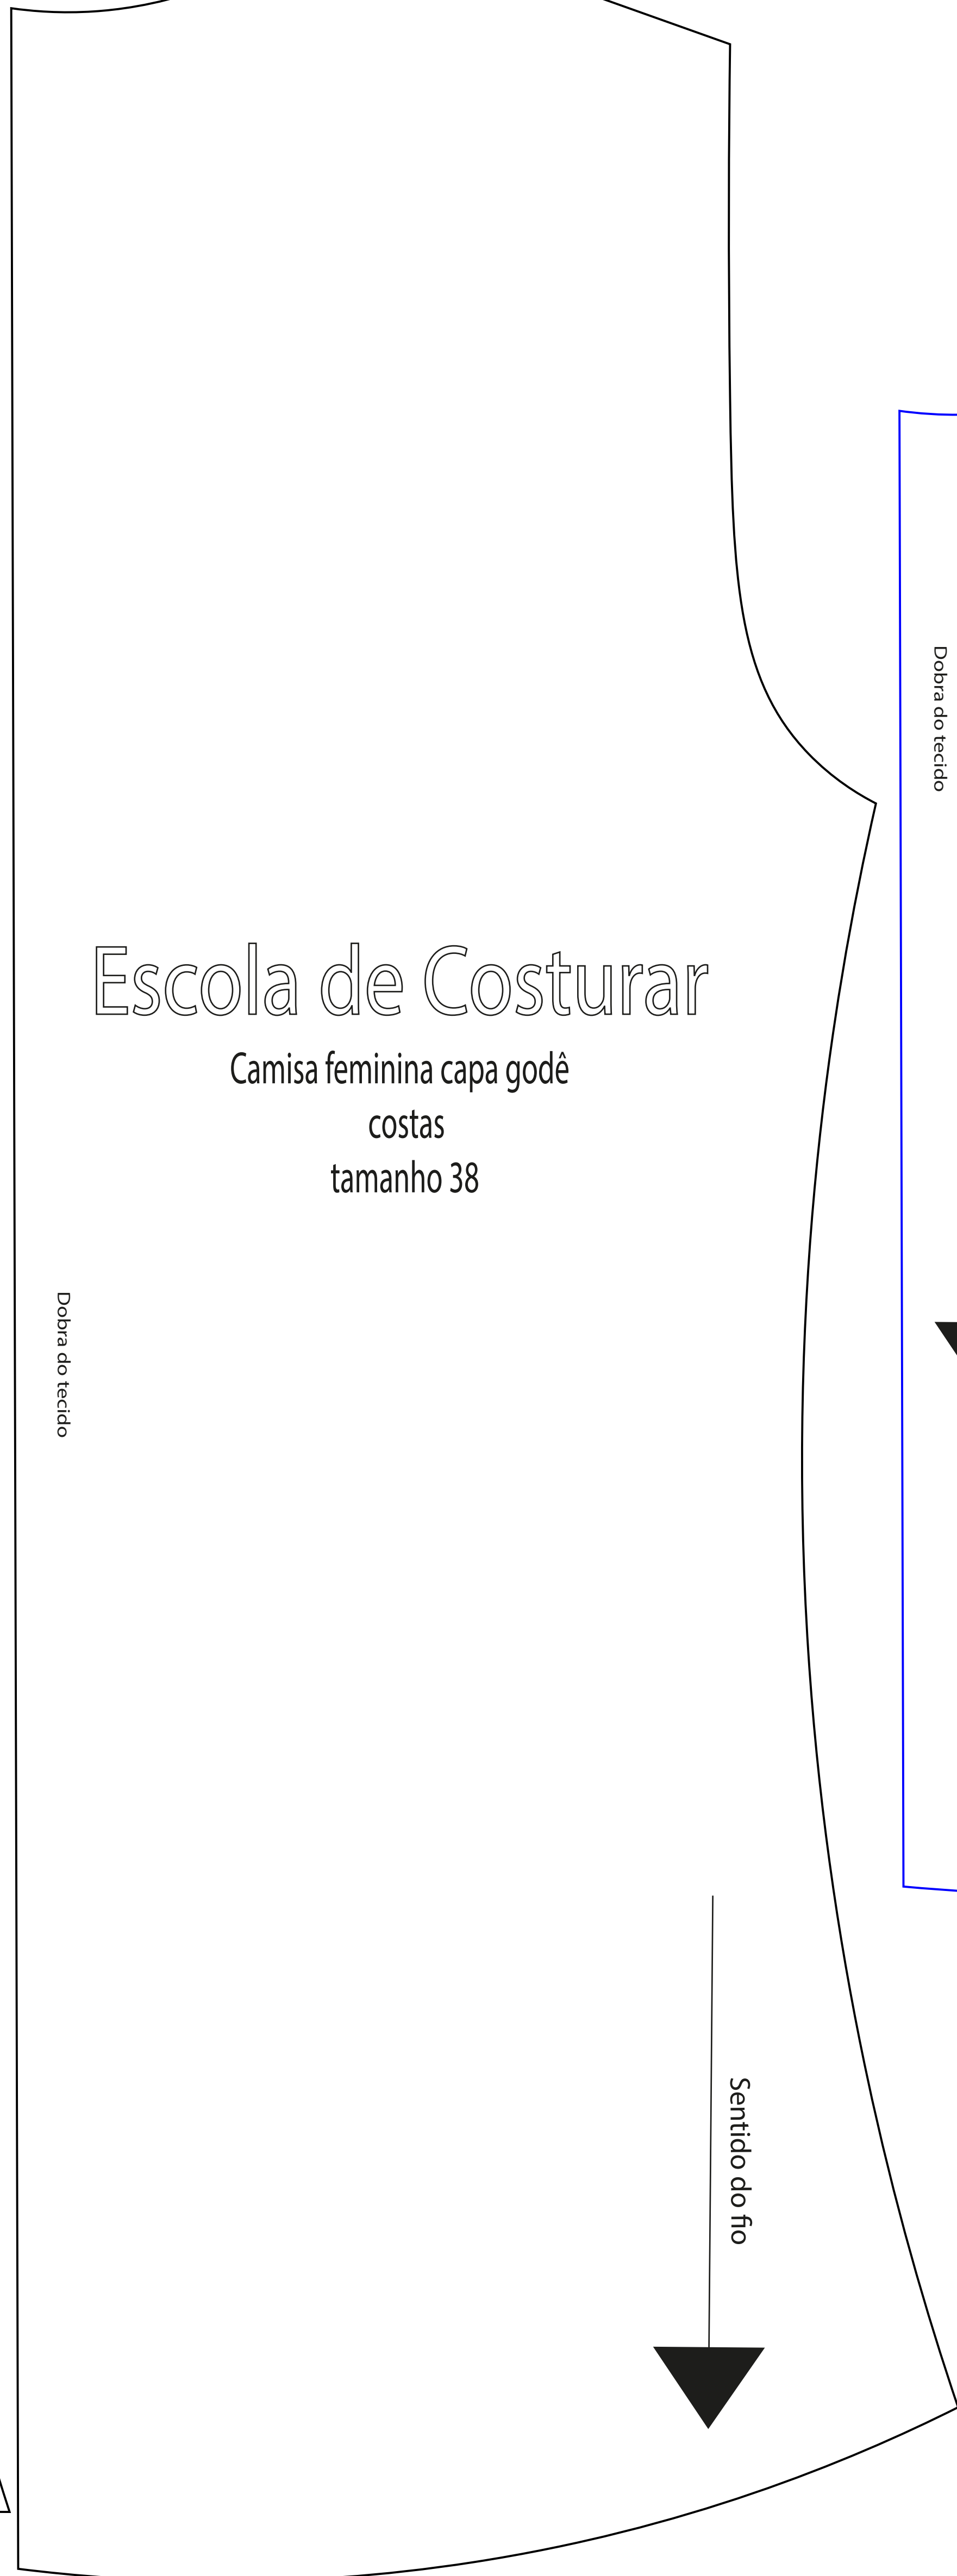 Dobra do tecido
Escola de Costurar
Camisa feminina capa godê
costas
tamanho 38
Dobra do tecido
Sentido do fio